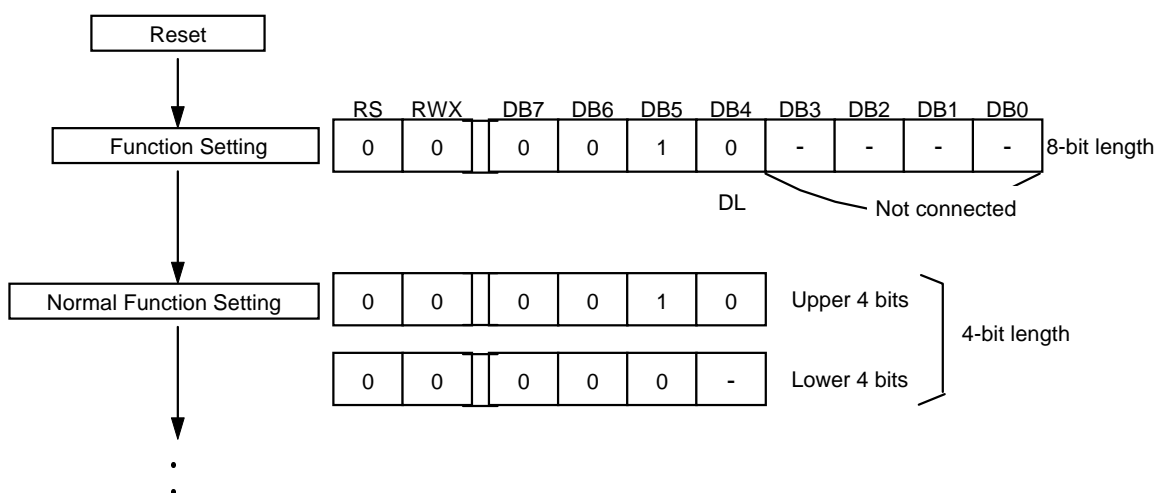 Reset
RS RWX DB7 DB6 DB5 DB4 DB3 DB2 DB1 DB0
Function Setting 0 0 0 0 1 0 - - - - 8-bit length
DL Not connected
Normal Function Setting 0 0 0 0 1 0 Upper 4 bits
4-bit length
0 0 0 0 0 - Lower 4 bits